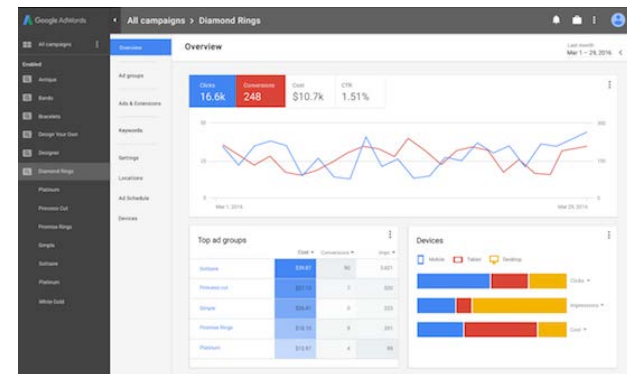 Google AdWords
All campaigns > Diamond Rings
All campaigns
Enabled
Antique
Bands
Bracelets
Design Your Own
Designer
Diamond Rings
Platinum
Princess Cut
Promise Rings
Simple
Solitaire
Platinum
White Gold
Overview
Ad groups
Ads & Extensions
Keywords
Settings
Locations
Ad Schedule
Devices
Overview
Last month
Mar 1 – 29, 2016
Clicks
16.6k
Conversions
248
Cost
$10.7k
CTR
1.51%
Mar 1, 2016
Mar 29, 2016
Top ad groups
Cost
Conversions
Impr.
Solitaire
Princess cut
7
Simple
Promise Rings
Platinum
4
Devices
Mobile
Tablet
Desktop
Clicks
Impressions
Cost